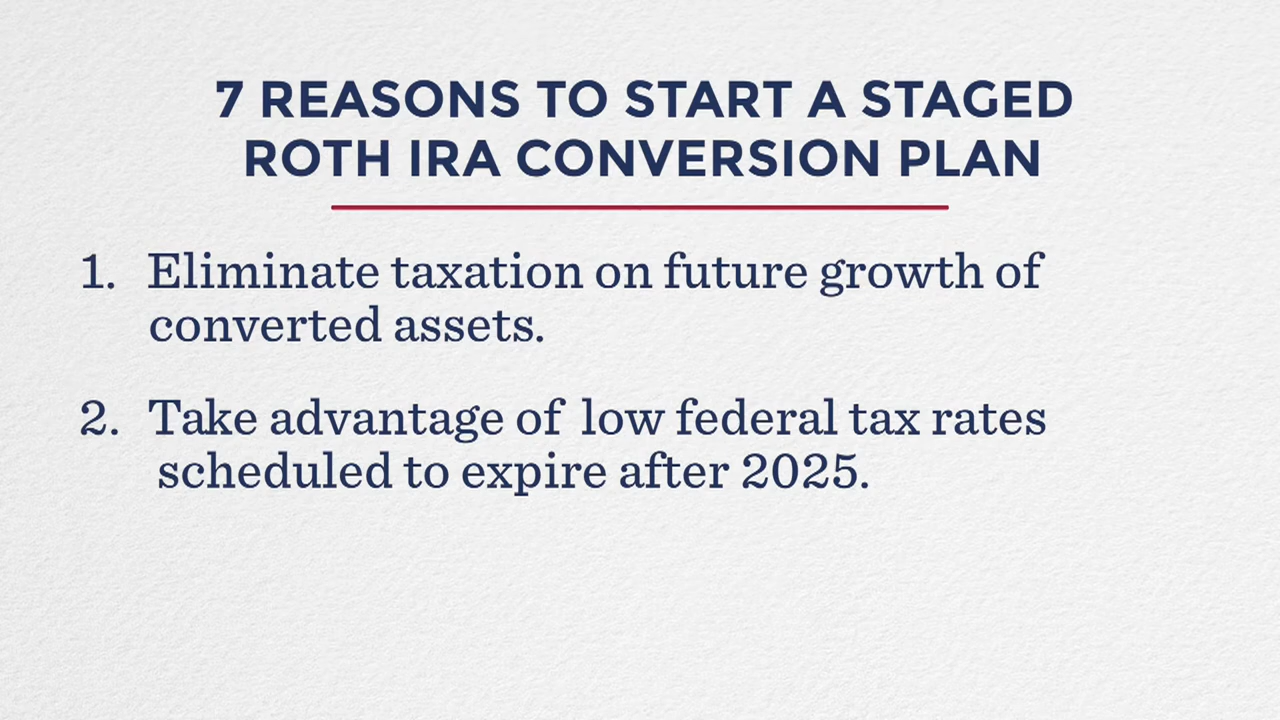 7 REASONS TO START A STAGED
ROTH IRA CONVERSION PLAN
1. Eliminate taxation on future growth of
converted assets.
2. Take advantage of low federal tax rates
scheduled to expire after 2025.